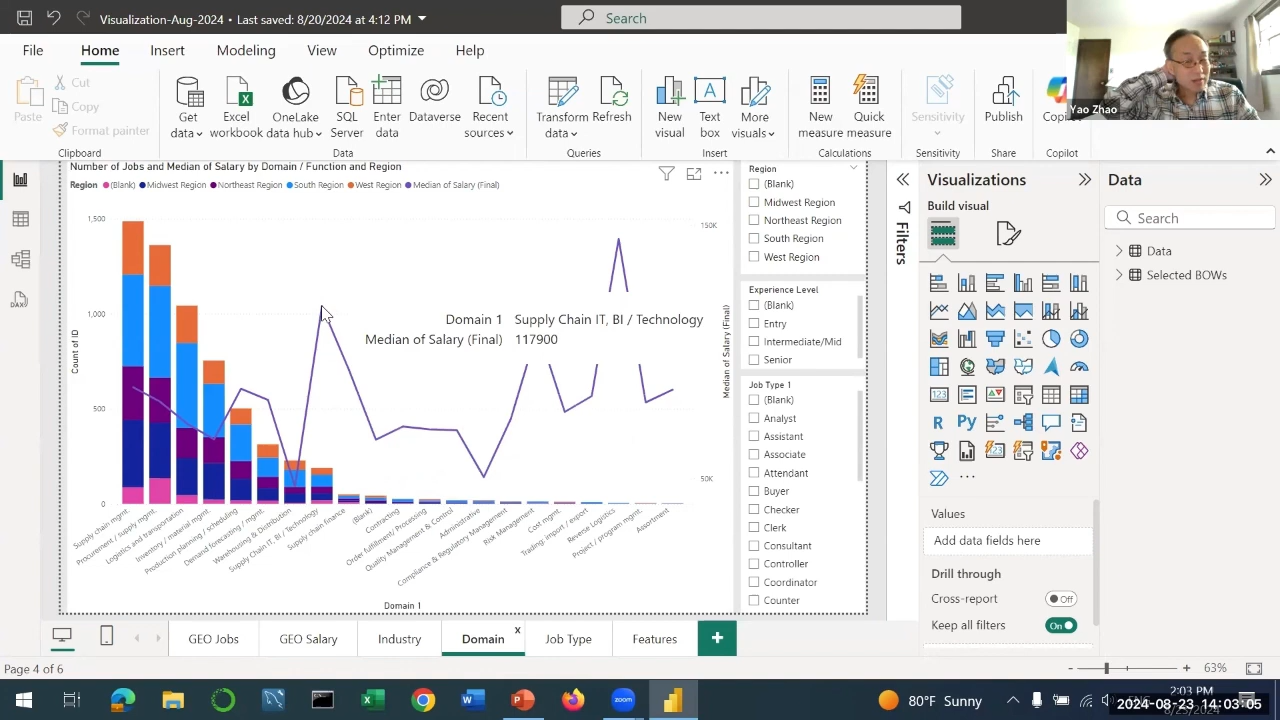 Visualization-Aug-2024 • Last saved: 8/20/2024 at 4:12 PM
Search
File
Home
Insert
Modeling
View
Optimize
Help
Yao Zhao
Paste
Cut
Copy
Format painter
Clipboard
Get data
Excel workbook
OneLake data hub
SQL Server
Enter data
Dataverse
Recent sources
Data
Transform data
Refresh
Queries
New visual
Text box
More visuals
Insert
New measure
Quick measure
Calculations
Sensitivity
Sensitivity
Publish
Share
Copilot
Number of Jobs and Median of Salary by Domain / Function and Region
Region (Blank) Midwest Region Northeast Region South Region West Region Median of Salary (Final)
1,500
1,000
500
0
Count of ID
150K
50K
Median of Salary (Final)
Domain 1 Supply Chain IT, BI / Technology
Median of Salary (Final) 117900
Supply chain mgmt.
Procurement / supply mgmt.
Logistics and transportation
Inventory / material mgmt.
Production planning / scheduling
Demand forecasting / mgmt.
Warehousing & Distribution
Supply Chain IT, BI / Technology
Supply chain finance
(Blank)
Contracting
Order fulfilment/ Procuring
Quality Management & Control
Administrative
Compliance & Regulatory Management
Risk Management
Cost mgmt.
Trading import / export
Reverse Logistics
Project / program mgmt.
Assortment
Domain 1
Region
(Blank)
Midwest Region
Northeast Region
South Region
West Region
Experience Level
(Blank)
Entry
Intermediate/Mid
Senior
Job Type 1
(Blank)
Analyst
Assistant
Associate
Attendant
Buyer
Checker
Clerk
Consultant
Controller
Coordinator
Counter
Filters
Visualizations
Build visual
R
Py
Values
Add data fields here
Drill through
Cross-report
Off
Keep all filters
On
Data
Search
Data
Selected BOWs
GEO Jobs
GEO Salary
Industry
Domain
x
Job Type
Features
+
Page 4 of 6
- + 63%
80°F Sunny
ENG
2:03 PM
8/23/2024
2024-08-23 14:03:05